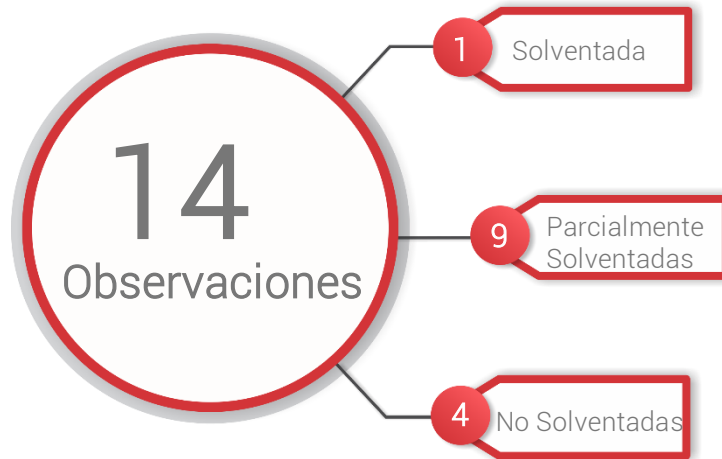 14
Observaciones
1
Solventada
9
Parcialmente
Solventadas
4
No Solventadas